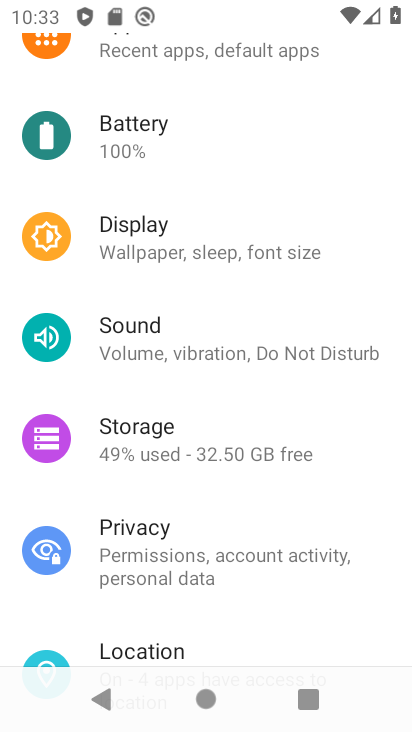 10:33
Recent apps, default apps
Battery
100%
Display
Wallpaper, sleep, font size
Sound
Volume, vibration, Do Not Disturb
Storage
49% used - 32.50 GB free
Privacy
Permissions, account activity,
personal data
Location
On - 4 apps have access to
location